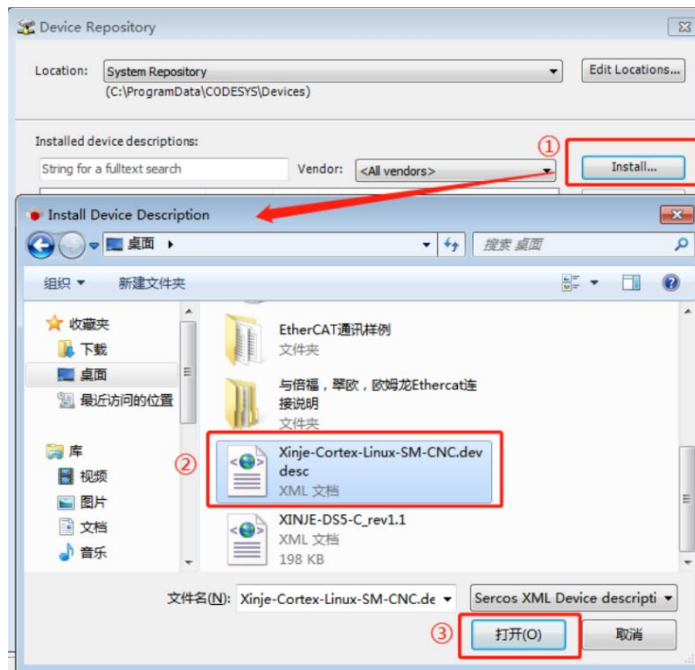 Device Repository
Location: System Repository Edit Locations...
(C:\ProgramData\CODESYS\Devices)
Installed device descriptions:
①
String for a fulltext search Vendor: <All vendors> Install...
Install Device Description
桌面 搜索 桌面
组织 新建文件夹
收藏夹
下载
桌面
最近访问的位置
库
视频
图片
文档
音乐
EtherCAT通讯样例
文件夹
与倍福，翠欧，欧姆龙Ethercat连
接说明
文件夹
②
Xinje-Cortex-Linux-SM-CNC.dev
desc
XML 文档
XINJE-DS5-C_rev1.1
XML 文档
198 KB
文件名(N): Xinje-Cortex-Linux-SM-CNC.de Sercos XML Device descripti
③ 打开(O) 取消